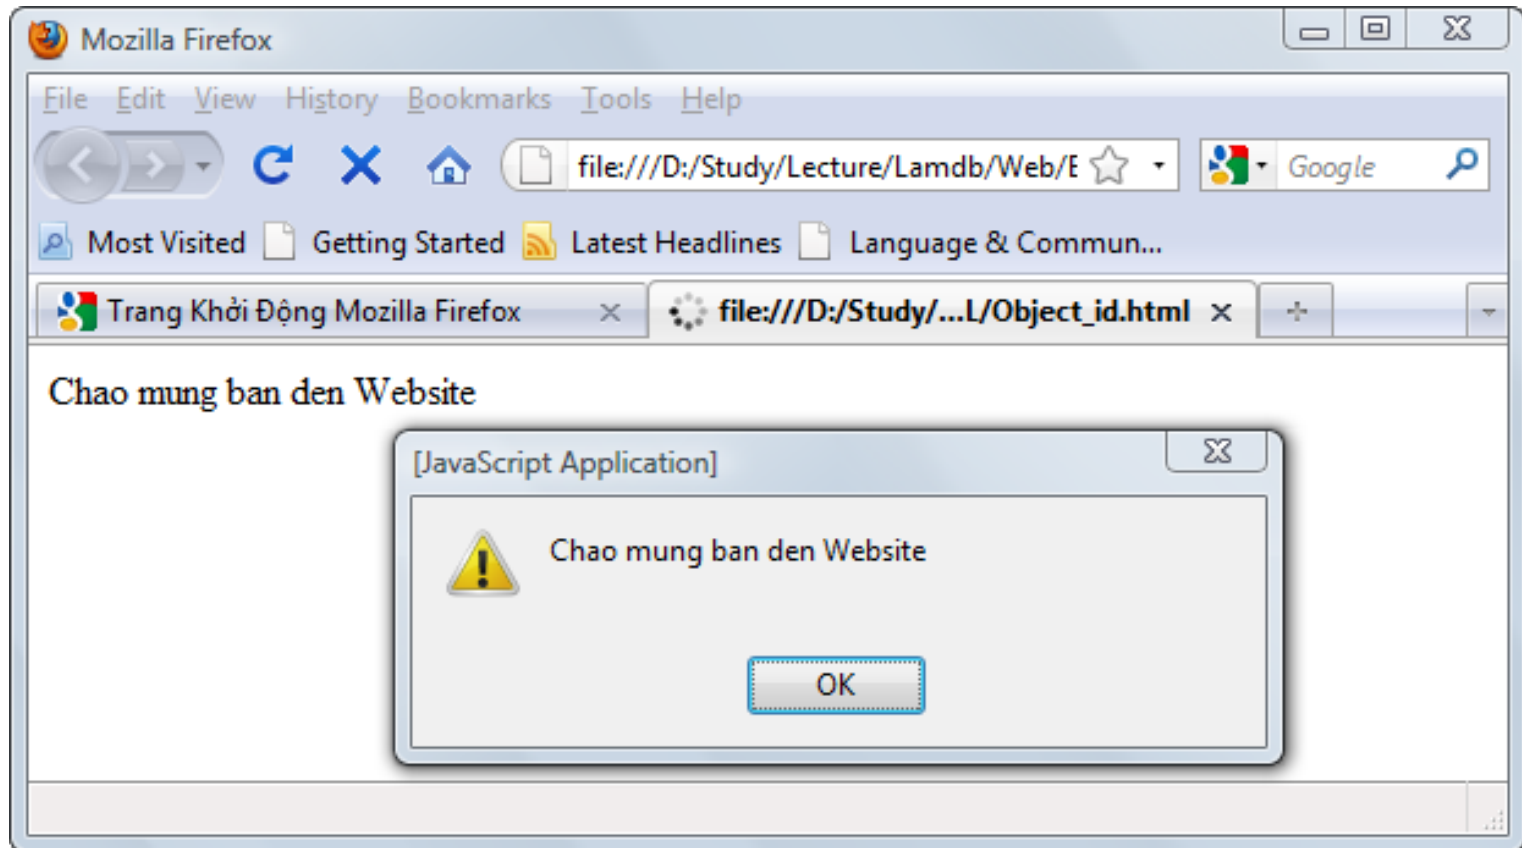 Mozilla Firefox
File Edit View History Bookmarks Tools Help
file:///D:/Study/Lecture/Lamdb/Web/E Google
Most Visited Getting Started Latest Headlines Language & Commun...
Trang Khởi Động Mozilla Firefox file:///D:/Study/...L/Object_id.html
Chao mung ban den Website
[JavaScript Application]
Chao mung ban den Website
OK